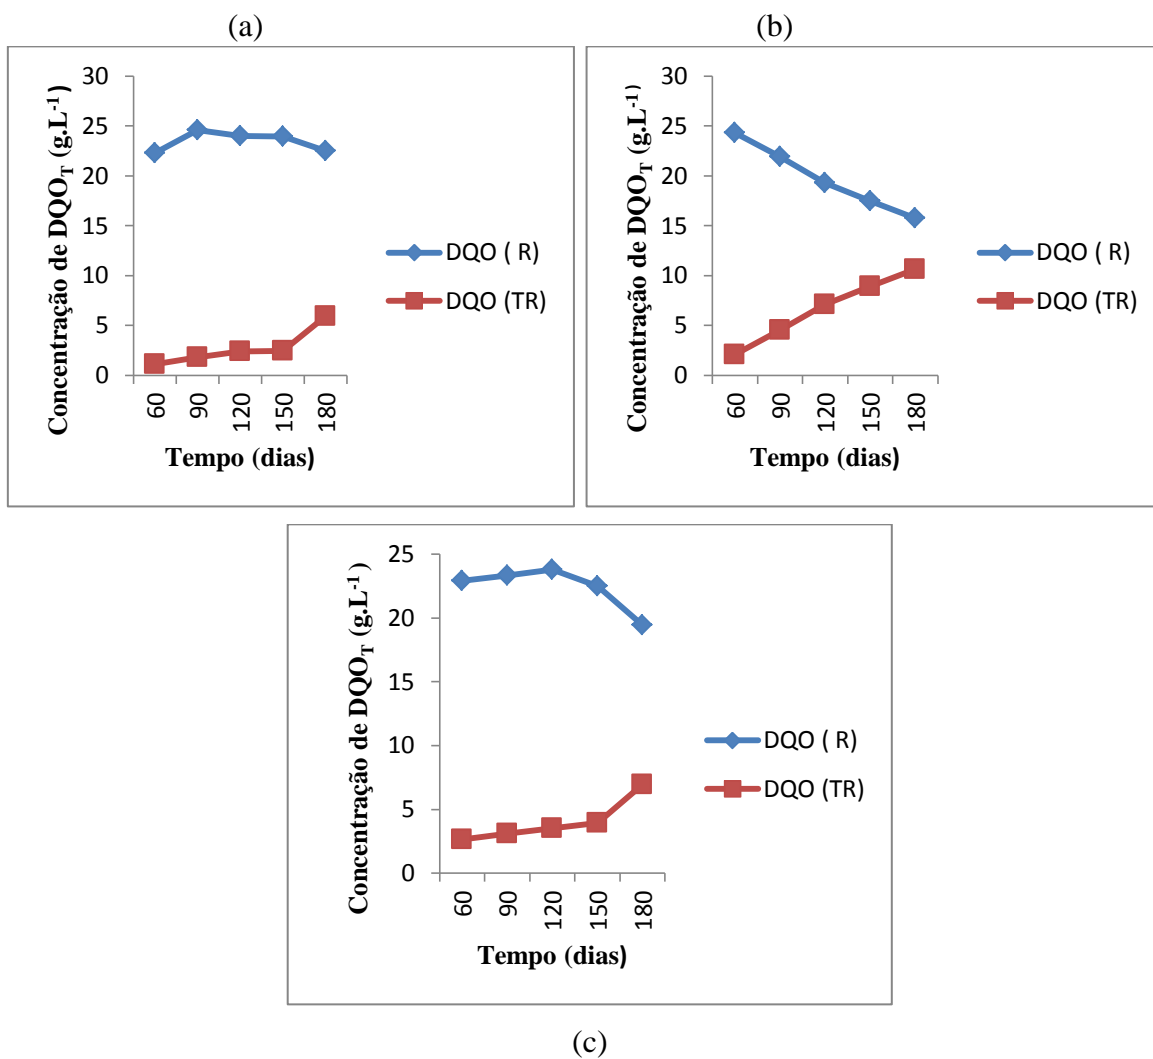 (a)
Concentração de DQO_T (g.L^-1)
30
25
20
15
10
5
0
60
90
120
150
180
Tempo (dias)
DQO ( R)
DQO (TR)
(b)
Concentração de DQO_T (g.L^-1)
30
25
20
15
10
5
0
60
90
120
150
180
Tempo (dias)
DQO ( R)
DQO (TR)
Concentração de DQO_T (g.L^-1)
25
20
15
10
5
0
60
90
120
150
180
Tempo (dias)
DQO ( R)
DQO (TR)
(c)